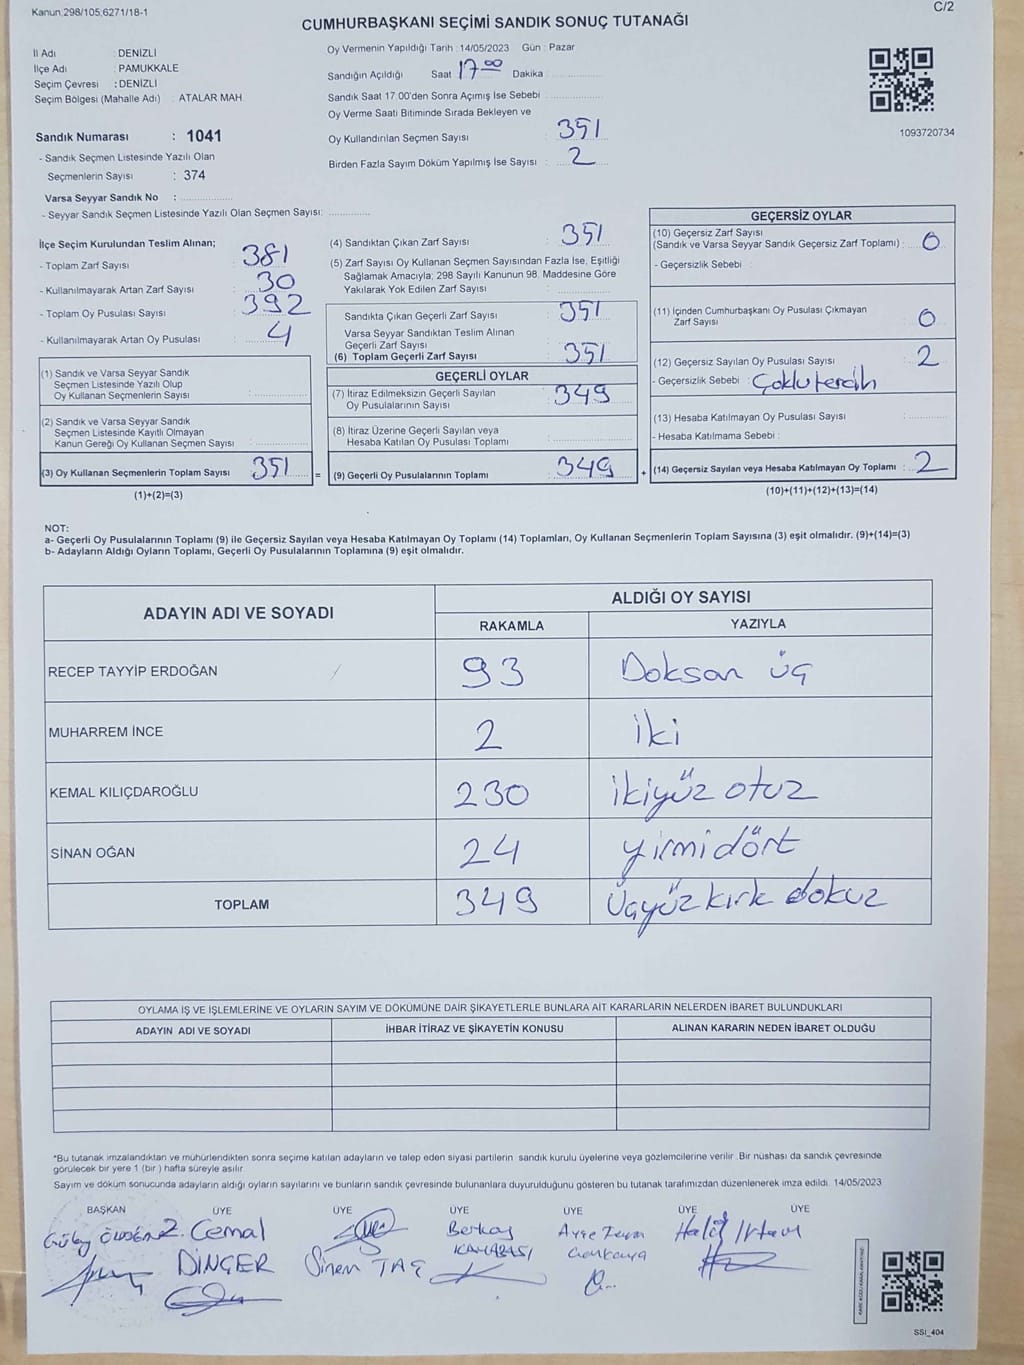 Kanun;298/105;6271/18-1
C/2
CUMHURBAŞKANI SEÇİMİ SANDIK SONUÇ TUTANAĞI
İl Adı : DENİZLİ
İlçe Adı : PAMUKKALE
Seçim Çevresi : DENİZLİ
Seçim Bölgesi (Mahalle Adı) : ATALAR MAH
Sandık Numarası : 1041
- Sandık Seçmen Listesinde Yazılı Olan
Seçmenlerin Sayısı : 374
Varsa Seyyar Sandık No :
- Seyyar Sandık Seçmen Listesinde Yazılı Olan Seçmen Sayısı:
Oy Vermenin Yapıldığı Tarih :14/05/2023 Gün : Pazar
Sandığın Açıldığı Saat 17.00 Dakika
Sandık Saat 17.00'den Sonra Açımış İse Sebebi
Oy Verme Saati Bitiminde Sırada Bekleyen ve
Oy Kullandırılan Seçmen Sayısı : 351
Birden Fazla Sayım Döküm Yapılmış İse Sayısı : 2
1093720734
İlçe Seçim Kurulundan Teslim Alınan;
- Toplam Zarf Sayısı : 381
- Kullanılmayarak Artan Zarf Sayısı : 30
- Toplam Oy Pusulası Sayısı : 392
- Kullanılmayarak Artan Oy Pusulası : 4
(1) Sandık ve Varsa Seyyar Sandık
Seçmen Listesinde Yazılı Olup
Oy Kullanan Seçmenlerin Sayısı :
(2) Sandık ve Varsa Seyyar Sandık
Seçmen Listesinde Kayıtlı Olmayan
Kanun Gereği Oy Kullanan Seçmen Sayısı :
(3) Oy Kullanan Seçmenlerin Toplam Sayısı : 351 =
(1)+(2)=(3)
(4) Sandıktan Çıkan Zarf Sayısı : 351
(5) Zarf Sayısı Oy Kullanan Seçmen Sayısından Fazla İse, Eşitliği
Sağlamak Amacıyla; 298 Sayılı Kanunun 98. Maddesine Göre
Yakılarak Yok Edilen Zarf Sayısı :
Sandıkta Çıkan Geçerli Zarf Sayısı : 351
Varsa Seyyar Sandıktan Teslim Alınan
Geçerli Zarf Sayısı :
(6) Toplam Geçerli Zarf Sayısı : 351
GEÇERLİ OYLAR
(7) İtiraz Edilmeksizin Geçerli Sayılan
Oy Pusulalarının Sayısı : 349
(8) İtiraz Üzerine Geçerli Sayılan veya
Hesaba Katılan Oy Pusulası Toplamı :
(9) Geçerli Oy Pusulalarının Toplamı : 349 +
GEÇERSİZ OYLAR
(10) Geçersiz Zarf Sayısı
(Sandık ve Varsa Seyyar Sandık Geçersiz Zarf Toplamı) : 0
- Geçersizlik Sebebi :
(11) İçinden Cumhurbaşkanı Oy Pusulası Çıkmayan
Zarf Sayısı : 0
(12) Geçersiz Sayılan Oy Pusulası Sayısı : 2
- Geçersizlik Sebebi : Çoklu tercih
(13) Hesaba Katılmayan Oy Pusulası Sayısı :
- Hesaba Katılmama Sebebi :
(14) Geçersiz Sayılan veya Hesaba Katılmayan Oy Toplamı : 2
(10)+(11)+(12)+(13)=(14)
NOT:
a- Geçerli Oy Pusulalarının Toplamı (9) ile Geçersiz Sayılan veya Hesaba Katılmayan Oy Toplamı (14) Toplamları, Oy Kullanan Seçmenlerin Toplam Sayısına (3) eşit olmalıdır. (9)+(14)=(3)
b- Adayların Aldığı Oyların Toplamı, Geçerli Oy Pusulalarının Toplamına (9) eşit olmalıdır.
ADAYIN ADI VE SOYADI ALDIĞI OY SAYISI
RAKAMLA YAZIYLA
RECEP TAYYİP ERDOĞAN 93 Doksan üç
MUHARREM İNCE 2 iki
KEMAL KILIÇDAROĞLU 230 ikiyüz otuz
SİNAN OĞAN 24 yirmidört
TOPLAM 349 Üçyüz kırk dokuz
OYLAMA İŞ VE İŞLEMLERİNE VE OYLARIN SAYIM VE DÖKÜMÜNE DAİR ŞİKAYETLERLE BUNLARA AİT KARARLARIN NELERDEN İBARET BULUNDUKLARI
ADAYIN ADI VE SOYADI İHBAR İTİRAZ VE ŞİKAYETİN KONUSU ALINAN KARARIN NEDEN İBARET OLDUĞU
*Bu tutanak imzalandıktan ve mühürlendikten sonra seçime katılan adayların ve talep eden siyasi partilerin sandık kurulu üyelerine veya gözlemcilerine verilir. Bir nüshası da sandık çevresinde
görülecek bir yere 1 (bir ) hafta süreyle asılır.
Sayım ve döküm sonucunda adayların aldığı oyların sayılarını ve bunların sandık çevresinde bulunanlara duyurulduğunu gösteren bu tutanak tarafımızdan düzenlenerek imza edildi. 14/05/2023
BAŞKAN ÜYE ÜYE ÜYE ÜYE ÜYE ÜYE
Cemal Berkay Halil
DİNÇER Sinem TAŞ
SSI_404